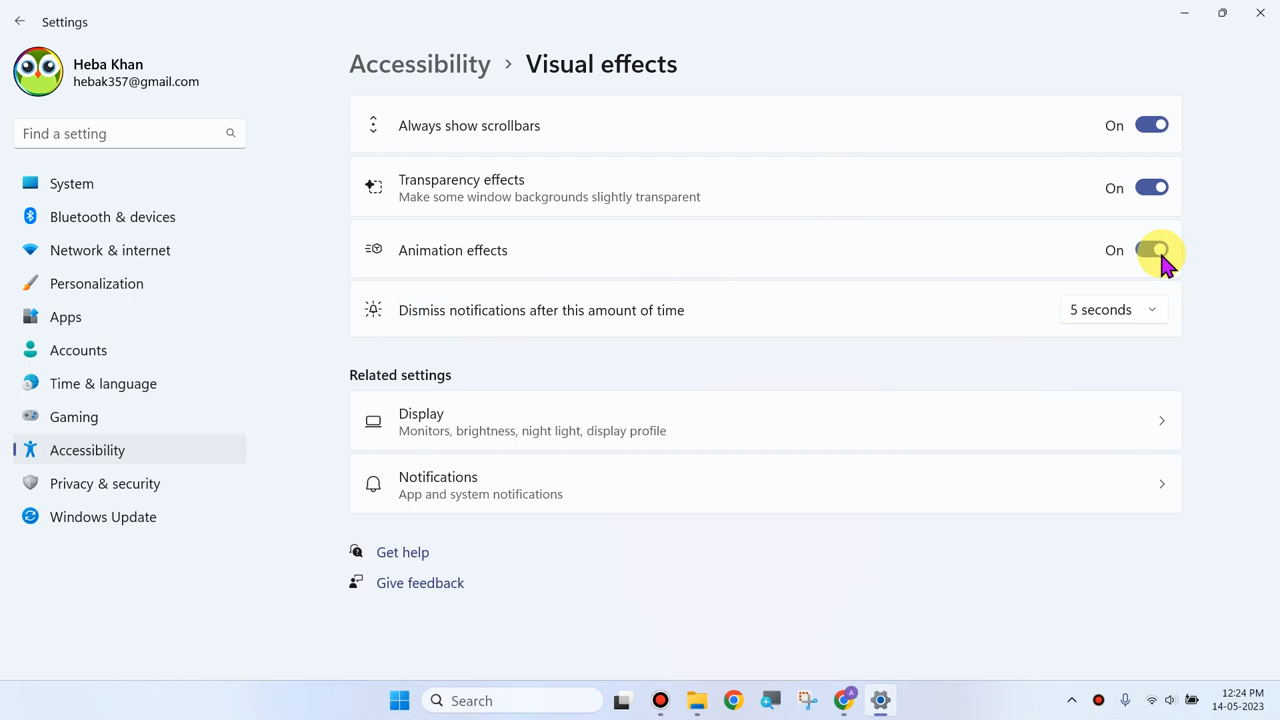 Settings
Heba Khan
hebak357@gmail.com
Find a setting
System
Bluetooth & devices
Network & internet
Personalization
Apps
Accounts
Time & language
Gaming
Accessibility
Privacy & security
Windows Update
Accessibility > Visual effects
Always show scrollbars On
Transparency effects On
Make some window backgrounds slightly transparent
Animation effects On
Dismiss notifications after this amount of time 5 seconds
Related settings
Display
Monitors, brightness, night light, display profile
Notifications
App and system notifications
Get help
Give feedback
Search
A
12:24 PM
14-05-2023